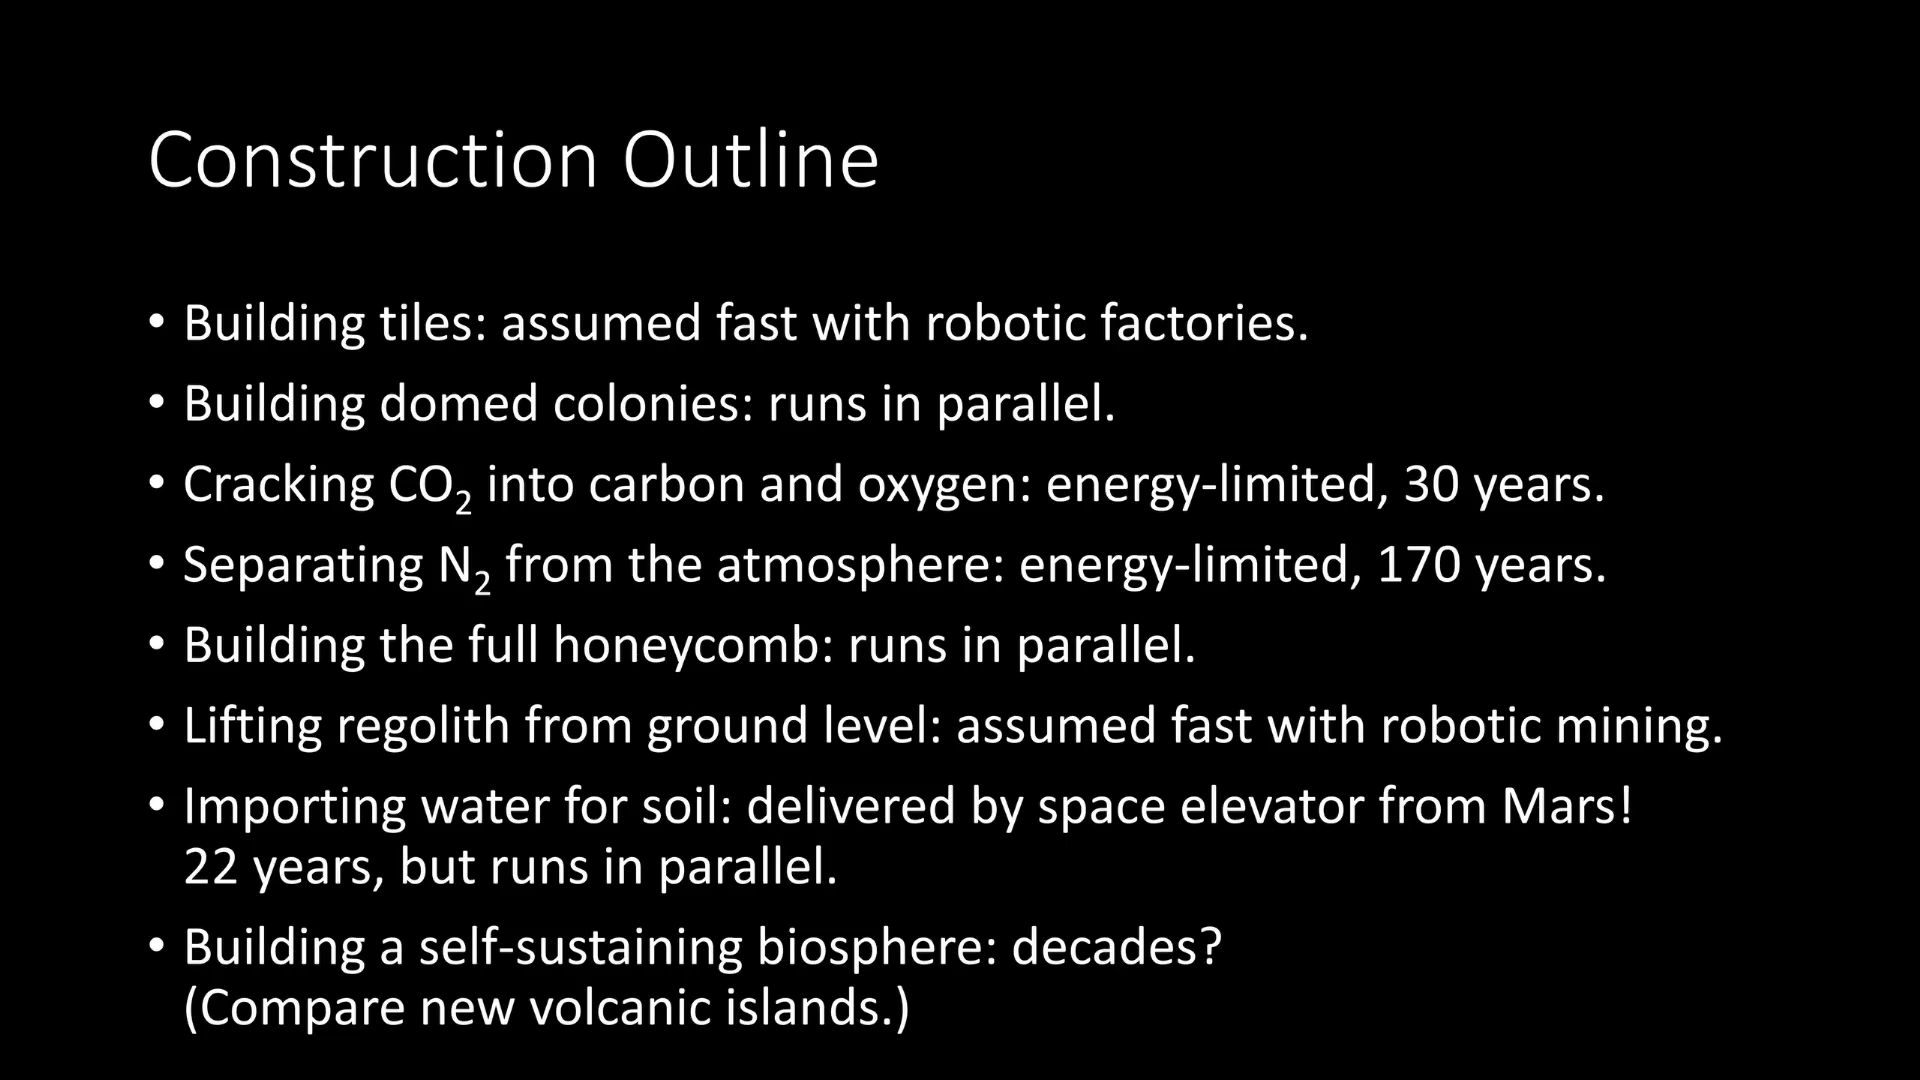 Construction Outline
• Building tiles: assumed fast with robotic factories.
• Building domed colonies: runs in parallel.
• Cracking CO₂ into carbon and oxygen: energy-limited, 30 years.
• Separating N₂ from the atmosphere: energy-limited, 170 years.
• Building the full honeycomb: runs in parallel.
• Lifting regolith from ground level: assumed fast with robotic mining.
• Importing water for soil: delivered by space elevator from Mars!
22 years, but runs in parallel.
• Building a self-sustaining biosphere: decades?
(Compare new volcanic islands.)